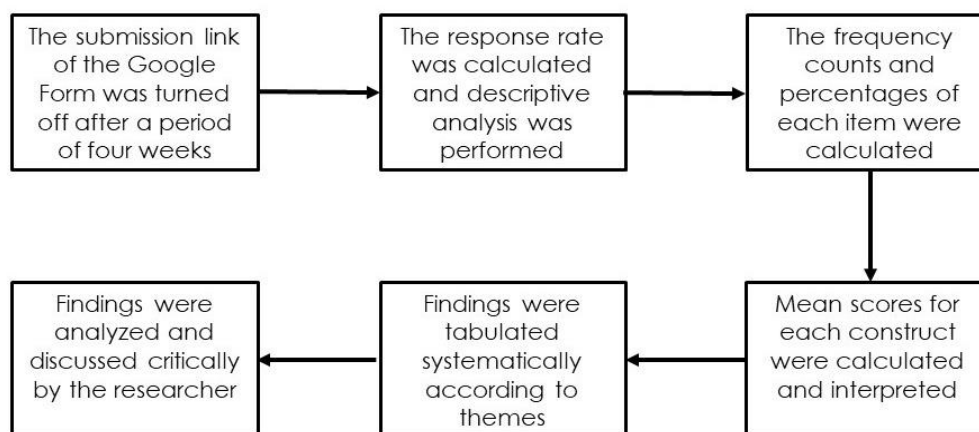 The submission link
of the Google
Form was turned
off after a period
of four weeks
The response rate
was calculated
and descriptive
analysis was
performed
The frequency
counts and
percentages of
each item were
calculated
Mean scores for
each construct
were calculated
and interpreted
Findings were
tabulated
systematically
according to
themes
Findings were
analyzed and
discussed critically
by the researcher